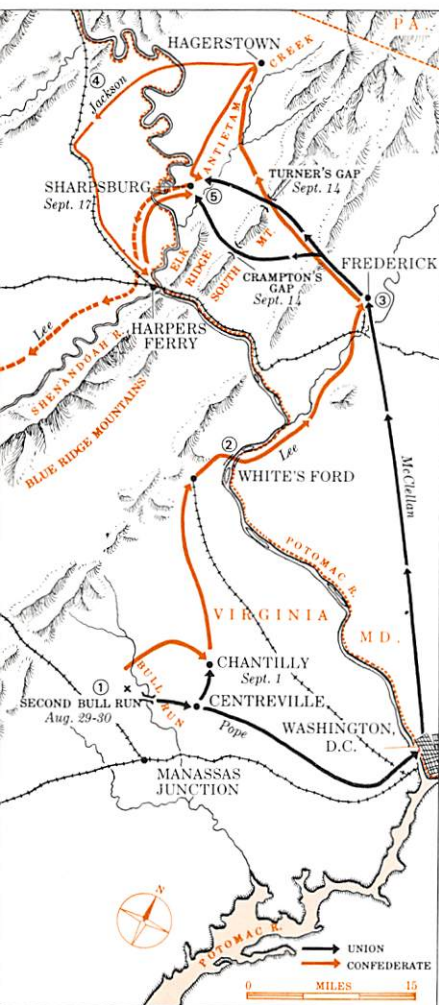 PA.
HAGERSTOWN
CREEK
④
Jackson
ANTIETAM
TURNER'S GAP
Sept. 14
SHARPSBURG
Sept. 17
⑤
ELK
RIDGE
SOUTH
MT.
CRAMPTON'S
GAP
Sept. 14
FREDERICK
③
Lee
HARPERS
FERRY
SHENANDOAH R.
BLUE RIDGE MOUNTAINS
②
Lee
WHITE'S FORD
McClellan
POTOMAC R.
VIRGINIA
MD.
BULL RUN
CHANTILLY
Sept. 1
①
SECOND BULL RUN
Aug. 29-30
CENTREVILLE
Pope
WASHINGTON,
D.C.
MANASSAS
JUNCTION
N
POTOMAC R.
UNION
CONFEDERATE
0 MILES 15